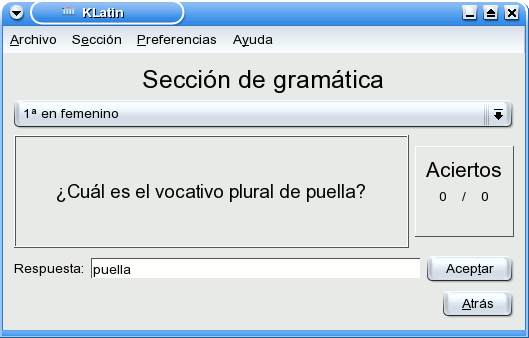 KLatin
Archivo Sección Preferencias Ayuda
Sección de gramática
1ª en femenino
¿Cuál es el vocativo plural de puella?
Aciertos
0 / 0
Respuesta: puella Aceptar
Atrás